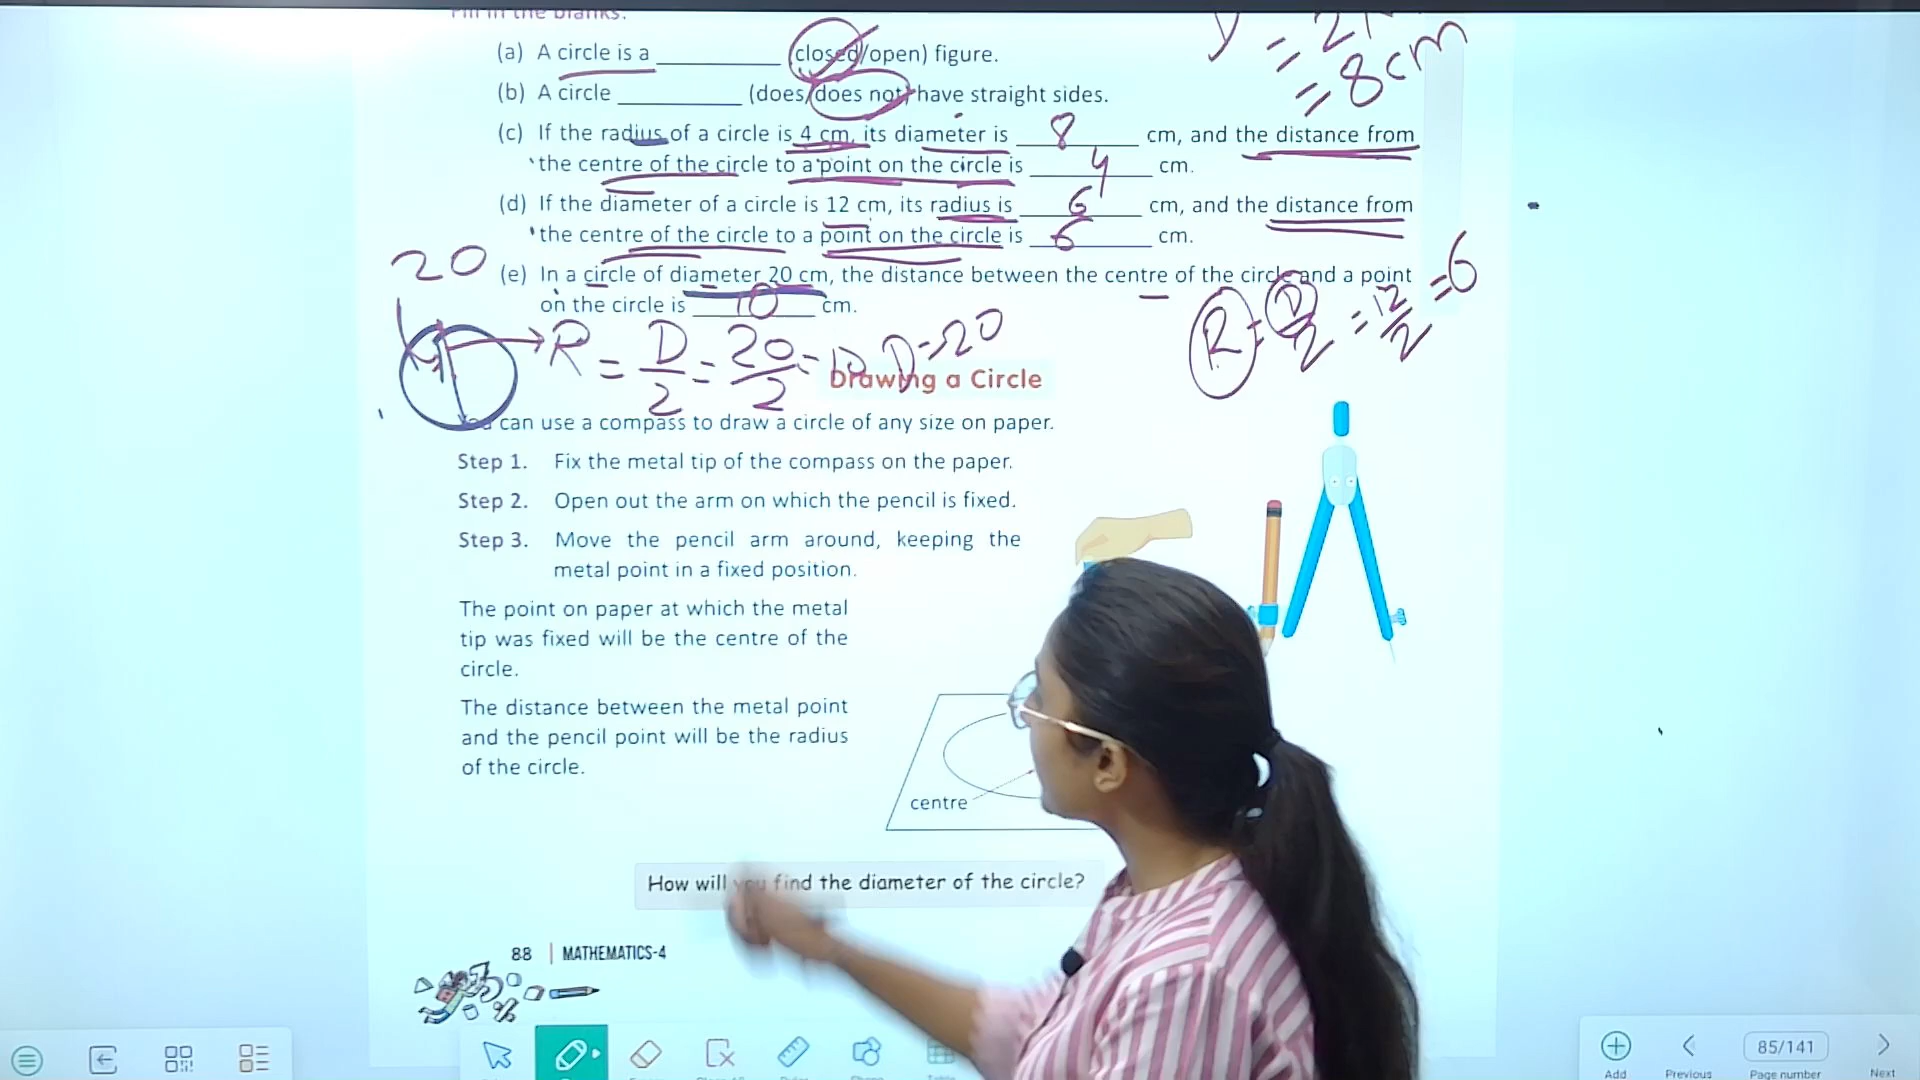 Fill in the blanks.
= 2r
= 8 cm
(a) A circle is a __________ (closed/open) figure.
(b) A circle __________ (does/does not) have straight sides.
(c) If the radius of a circle is 4 cm, its diameter is 8 cm, and the distance from
the centre of the circle to a point on the circle is 4 cm.
(d) If the diameter of a circle is 12 cm, its radius is 6 cm, and the distance from
the centre of the circle to a point on the circle is 6 cm.
20
(e) In a circle of diameter 20 cm, the distance between the centre of the circle and a point
on the circle is 10 cm.
R = D/2 = 12/2 = 6
R = D/2 = 20/2 = 10 D = 20
Drawing a Circle
can use a compass to draw a circle of any size on paper.
Step 1. Fix the metal tip of the compass on the paper.
Step 2. Open out the arm on which the pencil is fixed.
Step 3. Move the pencil arm around, keeping the
metal point in a fixed position.
The point on paper at which the metal
tip was fixed will be the centre of the
circle.
The distance between the metal point
and the pencil point will be the radius
of the circle.
centre
How will you find the diameter of the circle?
88 | MATHEMATICS-4
85/141
Add Previous Page number Next